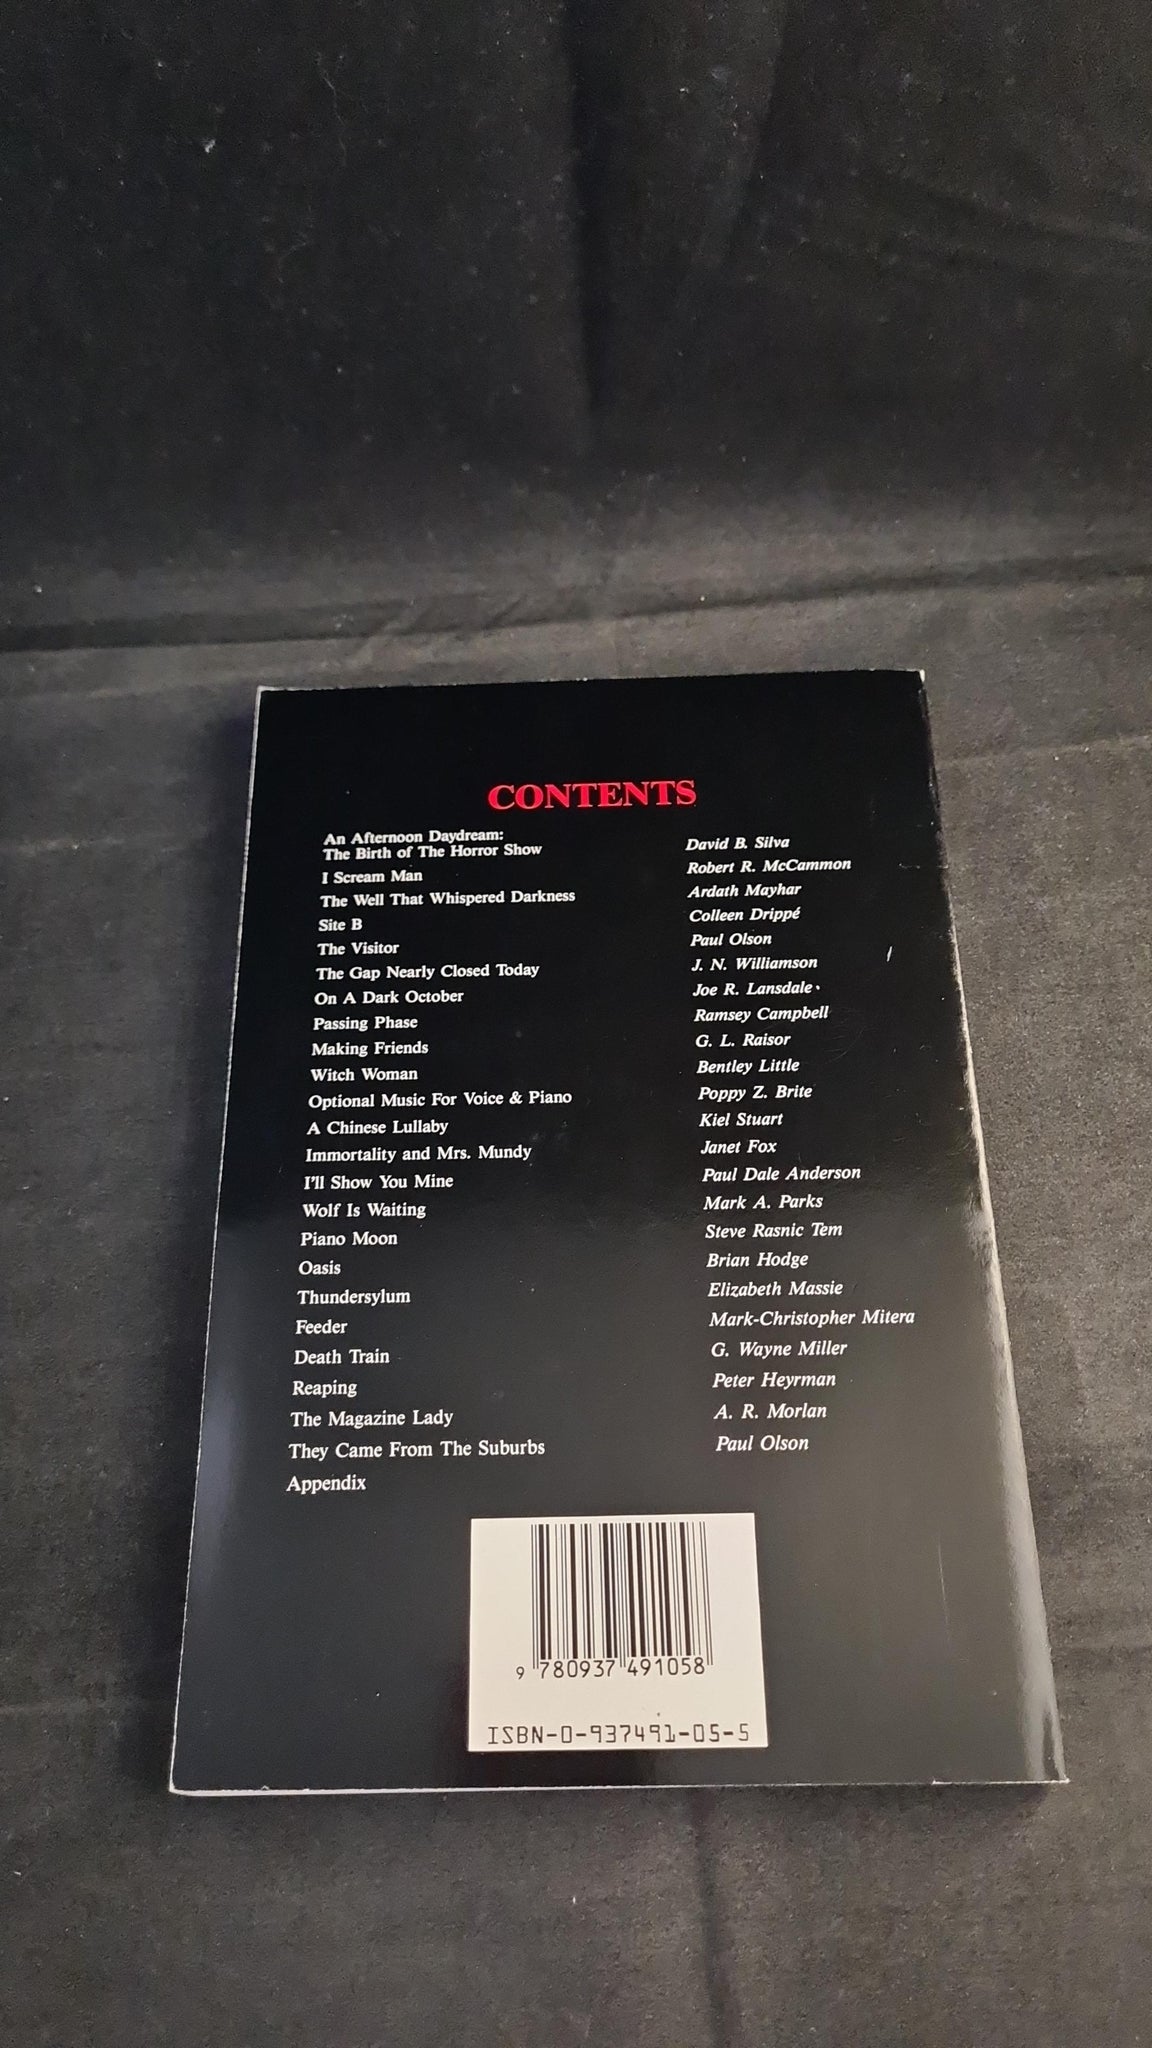 CONTENTS
An Afternoon Daydream:
The Birth of The Horror Show David B. Silva
I Scream Man Robert R. McCammon
The Well That Whispered Darkness Ardath Mayhar
Site B Colleen Drippé
The Visitor Paul Olson
The Gap Nearly Closed Today J. N. Williamson
On A Dark October Joe R. Lansdale
Passing Phase Ramsey Campbell
Making Friends G. L. Raisor
Witch Woman Bentley Little
Optional Music For Voice & Piano Poppy Z. Brite
A Chinese Lullaby Kiel Stuart
Immortality and Mrs. Mundy Janet Fox
I'll Show You Mine Paul Dale Anderson
Wolf Is Waiting Mark A. Parks
Piano Moon Steve Rasnic Tem
Oasis Brian Hodge
Thundersylum Elizabeth Massie
Feeder Mark-Christopher Mitera
Death Train G. Wayne Miller
Reaping Peter Heyrman
The Magazine Lady A. R. Morlan
They Came From The Suburbs Paul Olson
Appendix
9 780937 491058
ISBN-0-937491-05-5